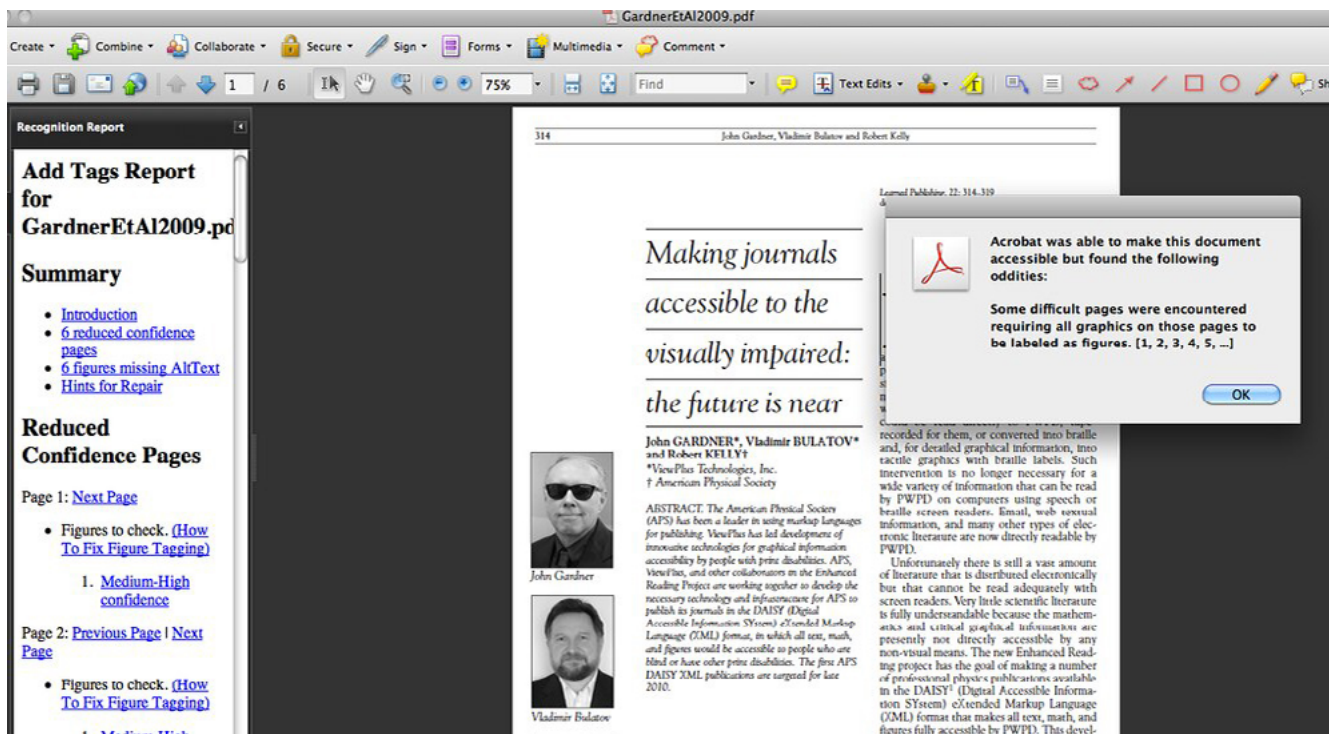 GardnerEtAl2009.pdf
Create Combine Collaborate Secure Sign Forms Multimedia Comment
1 / 6 75% Find Text Edits Sh
Recognition Report
Add Tags Report
for
GardnerEtAl2009.pd
Summary
• Introduction
• 6 reduced confidence
pages
• 6 figures missing AltText
• Hints for Repair
Reduced
Confidence Pages
Page 1: Next Page
• Figures to check. (How
To Fix Figure Tagging)
1. Medium-High
confidence
Page 2: Previous Page | Next
Page
• Figures to check. (How
To Fix Figure Tagging)
1. Medium-High
314 John Gardner, Vladimir Bulatov and Robert Kelly
Making journals
accessible to the
visually impaired:
the future is near
John GARDNER*, Vladimir BULATOV*
and Robert KELLY†
*ViewPlus Technologies, Inc.
† American Physical Society
ABSTRACT. The American Physical Society
(APS) has been a leader in using markup languages
for publishing. ViewPlus has led development of
innovative technologies for graphical information
accessibility by people with print disabilities. APS,
ViewPlus, and other collaborators in the Enhanced
Reading Project are working together to develop the
necessary technology and infrastructure for APS to
publish its journals in the DAISY (Digital
Accessible Information SYstem) eXtended Markup
Language (XML) format, in which all text, math,
and figures would be accessible to people who are
blind or have other print disabilities. The first APS
DAISY XML publications are targeted for late
2010.
John Gardner
Vladimir Bulatov
Learned Publishing, 22: 314–319
Acrobat was able to make this document
accessible but found the following
oddities:
Some difficult pages were encountered
requiring all graphics on those pages to
be labeled as figures. [1, 2, 3, 4, 5, ...]
OK
recorded for them, or converted into braille
and, for detailed graphical information, into
tactile graphics with braille labels. Such
intervention is no longer necessary for a
wide variety of information that can be read
by PWPD on computers using speech or
braille screen readers. Email, web textual
information, and many other types of elec-
tronic literature are now directly readable by
PWPD.
Unfortunately there is still a vast amount
of literature that is distributed electronically
but that cannot be read adequately with
screen readers. Very little scientific literature
is fully understandable because the mathem-
atics and critical graphical information are
presently not directly accessible by any
non-visual means. The new Enhanced Read-
ing project has the goal of making a number
of professional physics publications available
in the DAISY1 (Digital Accessible Informa-
tion SYstem) eXtended Markup Language
(XML) format that makes all text, math, and
figures fully accessible by PWPD. This devel-